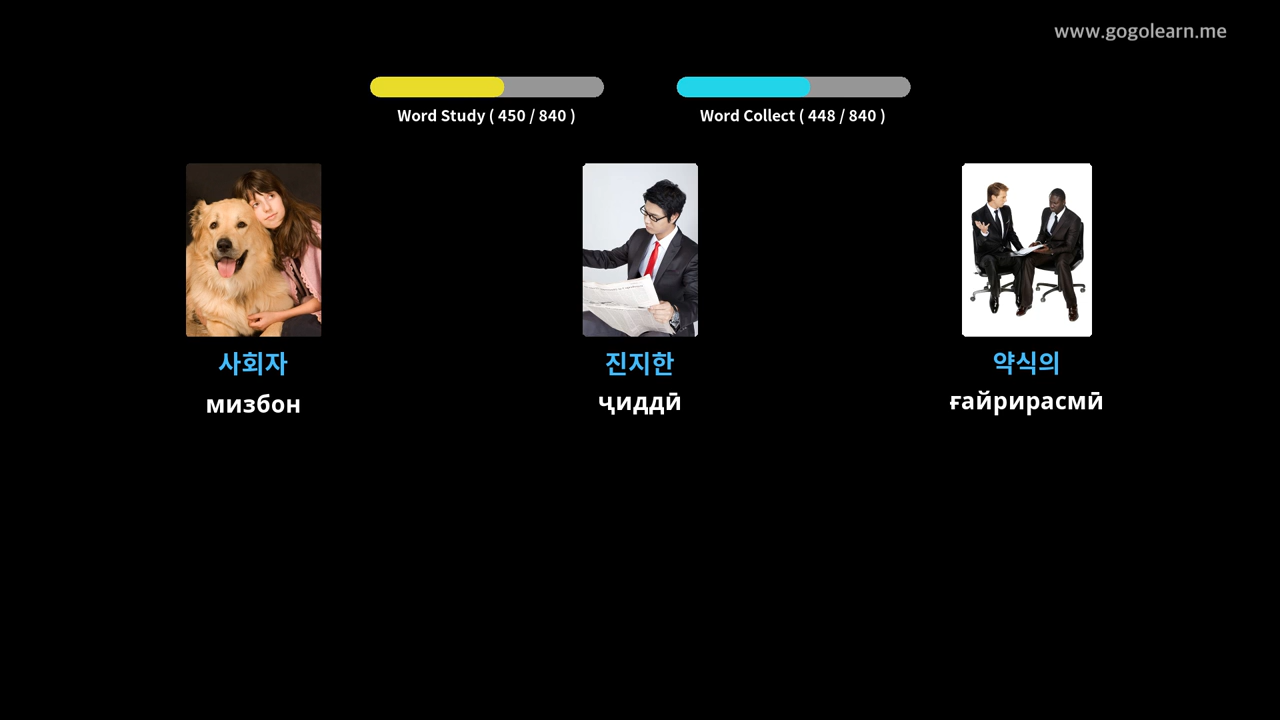 www.gogolearn.me
Word Study ( 450 / 840 )
Word Collect ( 448 / 840 )
사회자
진지한
약식의
мизбон
ҷиддӣ
ғайрирасмӣ